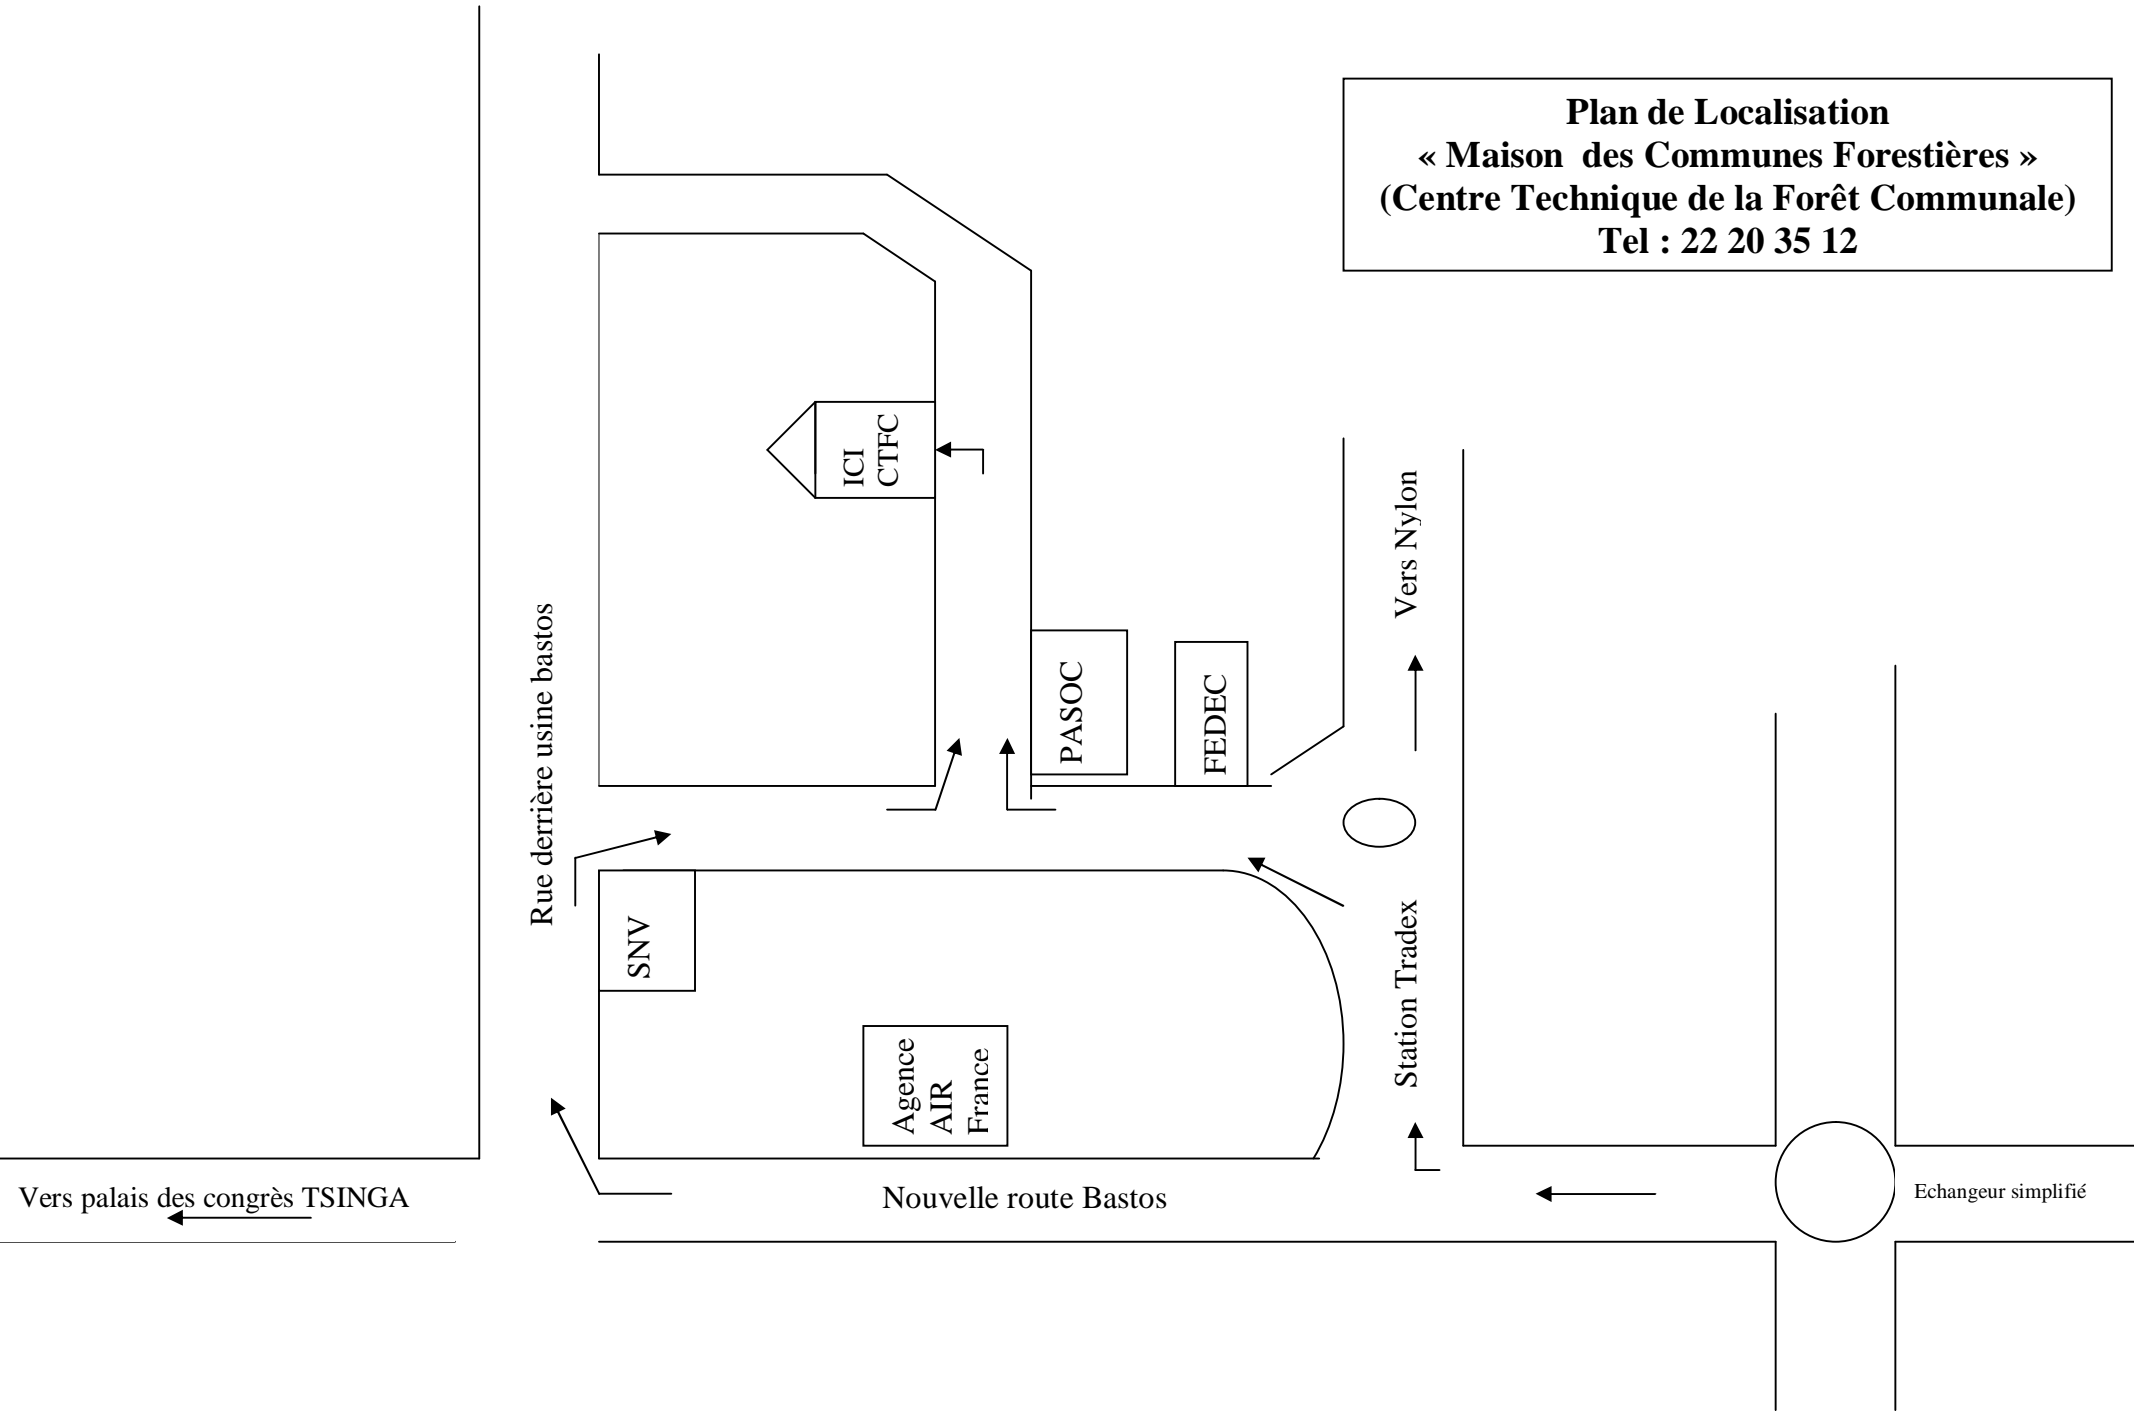 Plan de Localisation
« Maison des Communes Forestières »
(Centre Technique de la Forêt Communale)
Tel : 22 20 35 12
ICI
CTFC
Vers Nylon
Rue derrière usine bastos
PASOC
FEDEC
SNV
Station Tradex
Agence
AIR
France
Vers palais des congrès TSINGA
Nouvelle route Bastos
Echangeur simplifié